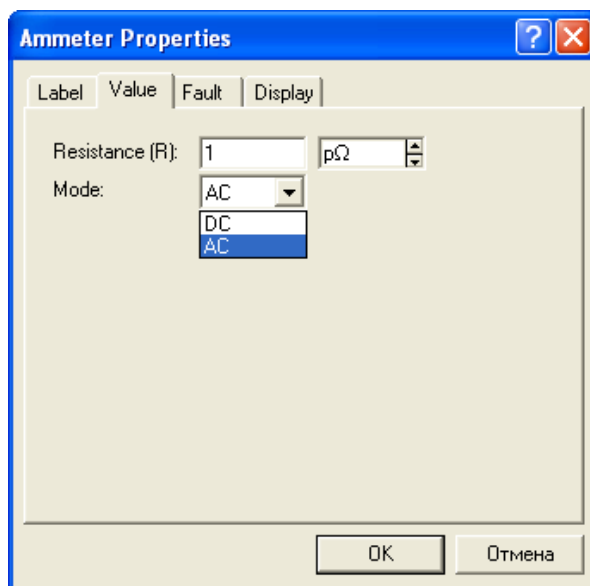 Ammeter Properties
Label Value Fault Display
Resistance (R): 1 pΩ
Mode: AC
DC
AC
OK Отмена